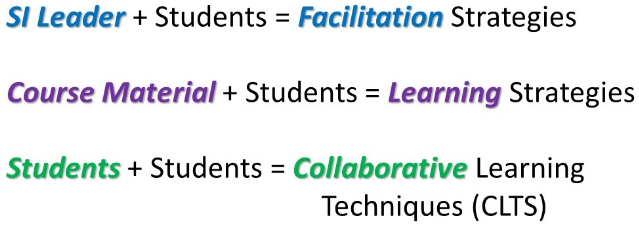 SI Leader + Students = Facilitation Strategies
Course Material + Students = Learning Strategies
Students + Students = Collaborative Learning
Techniques (CLTS)